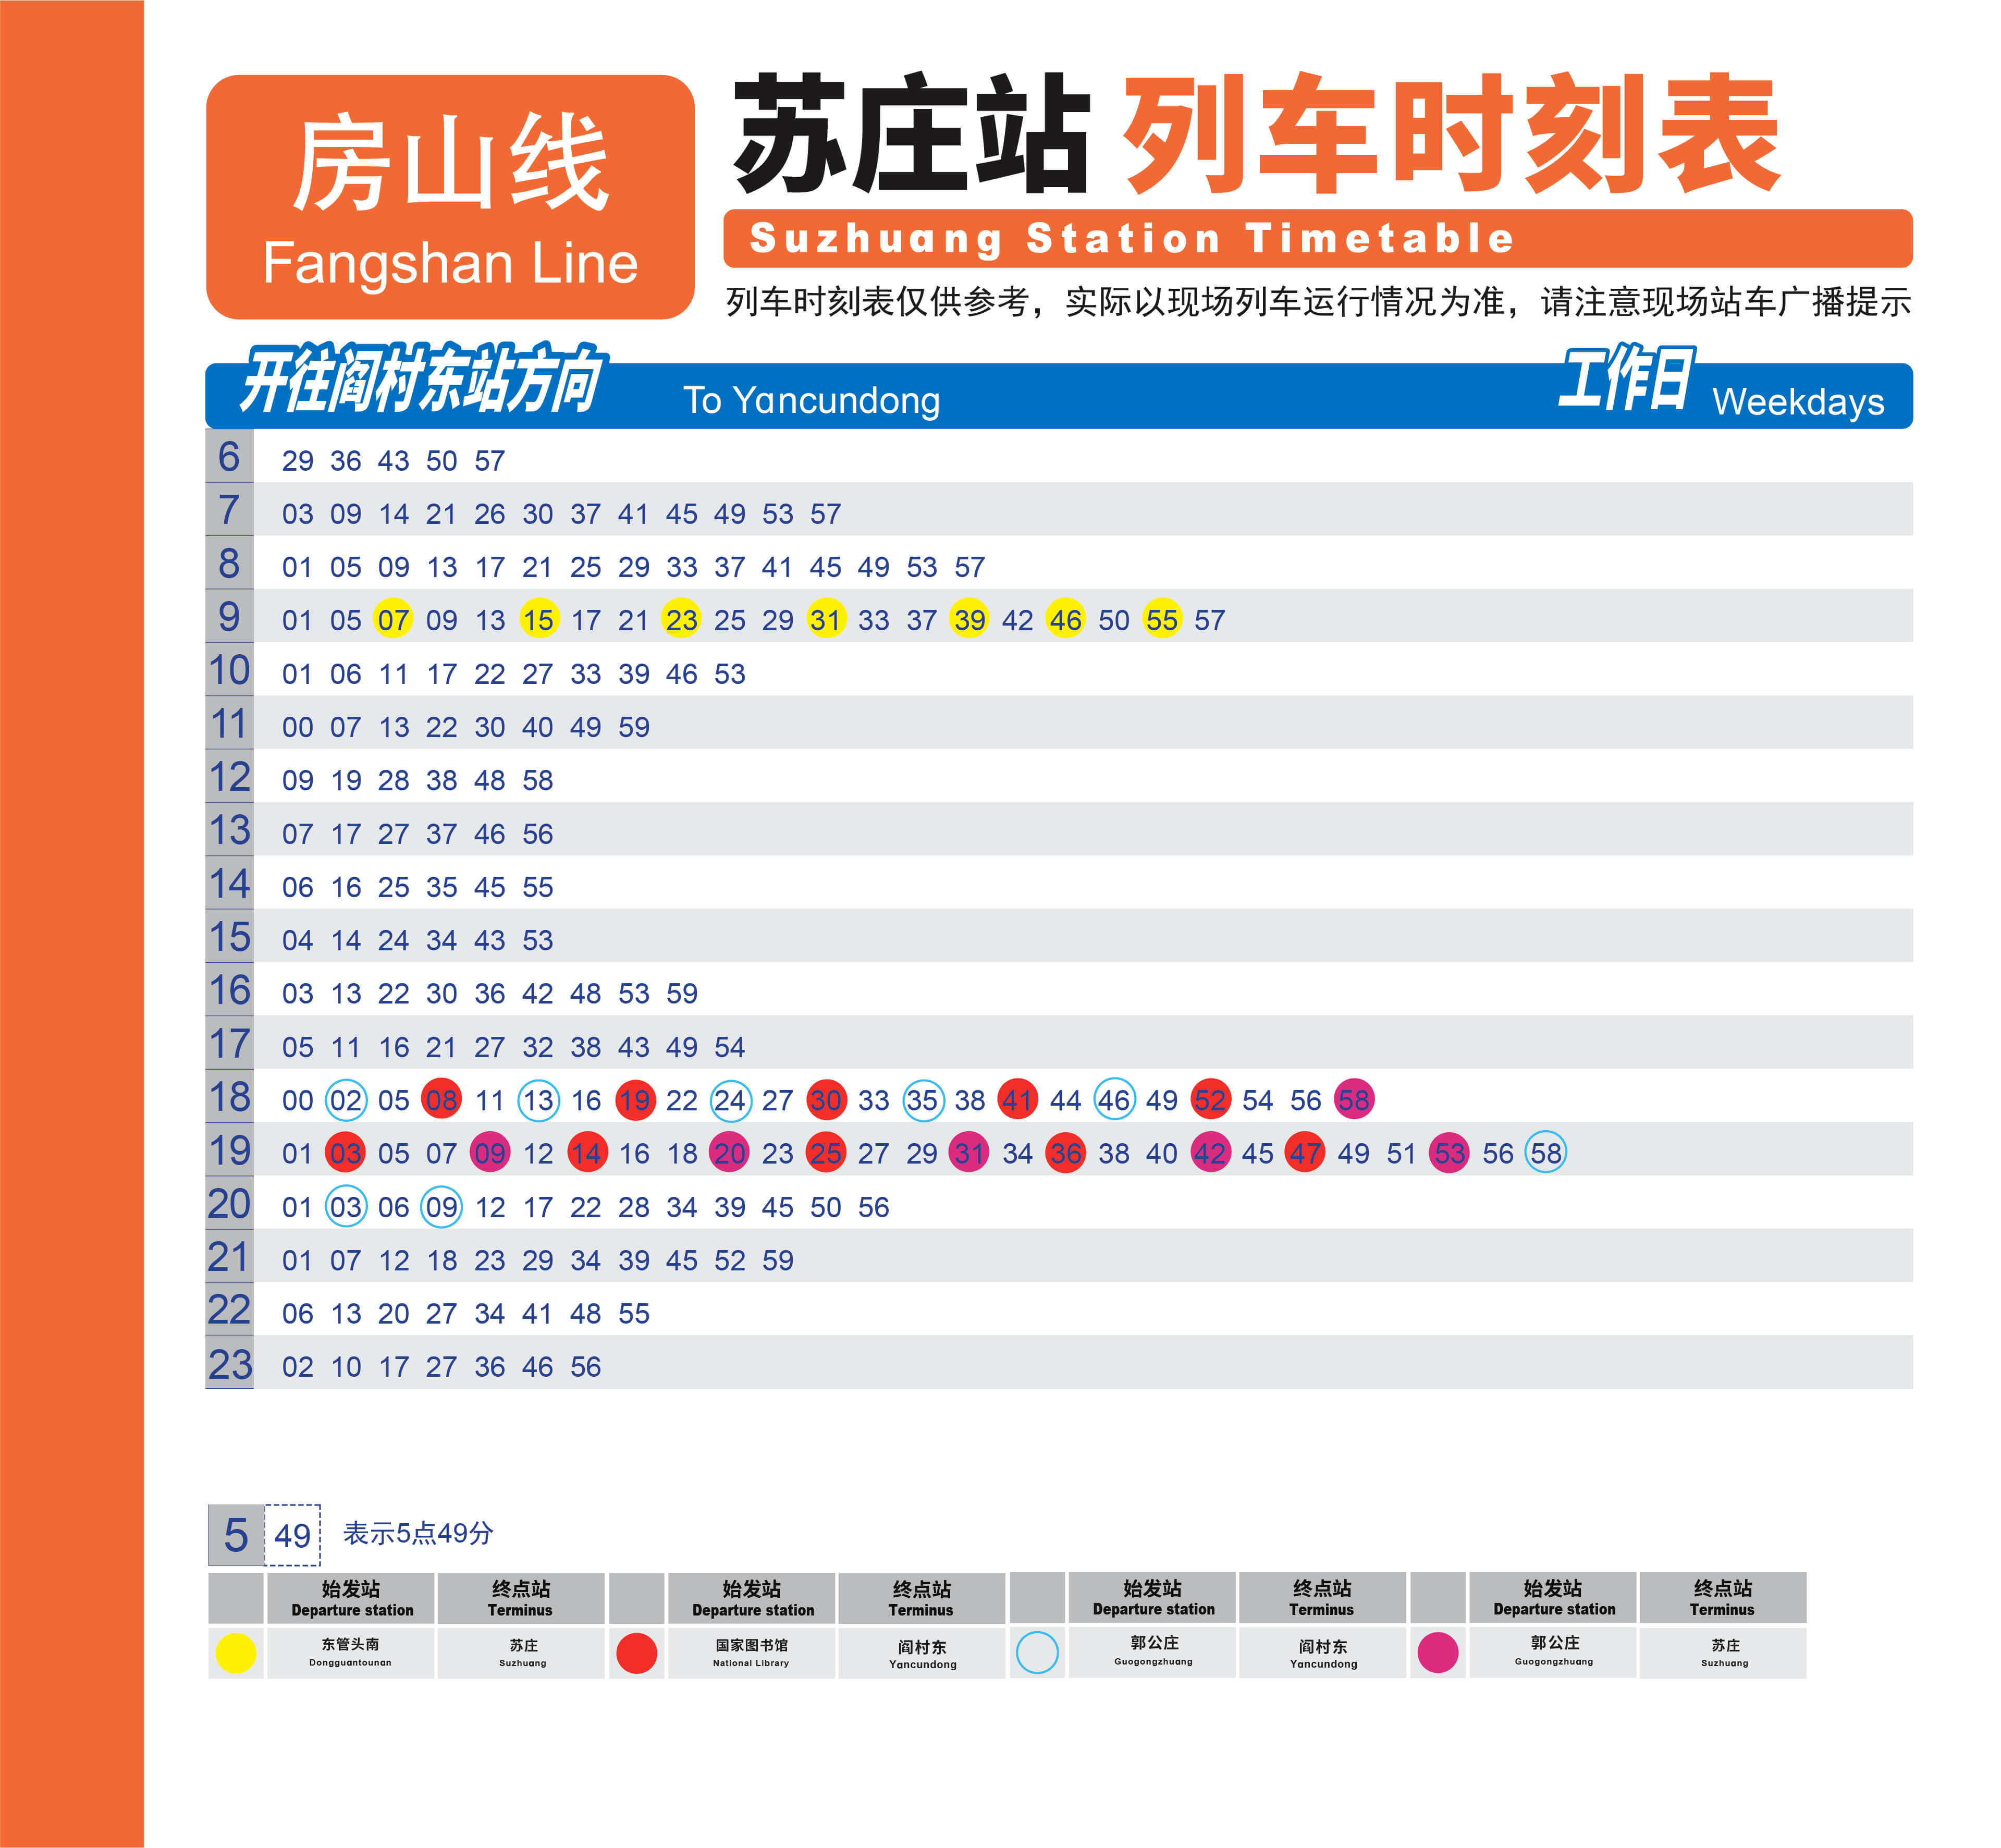 房山线
Fangshan Line
苏庄站 列车时刻表
Suzhuang Station Timetable
列车时刻表仅供参考，实际以现场列车运行情况为准，请注意现场站车广播提示
开往阎村东站方向 To Yancundong 工作日 Weekdays
6 29 36 43 50 57
7 03 09 14 21 26 30 37 41 45 49 53 57
8 01 05 09 13 17 21 25 29 33 37 41 45 49 53 57
9 01 05 07 09 13 15 17 21 23 25 29 31 33 37 39 42 46 50 55 57
10 01 06 11 17 22 27 33 39 46 53
11 00 07 13 22 30 40 49 59
12 09 19 28 38 48 58
13 07 17 27 37 46 56
14 06 16 25 35 45 55
15 04 14 24 34 43 53
16 03 13 22 30 36 42 48 53 59
17 05 11 16 21 27 32 38 43 49 54
18 00 02 05 08 11 13 16 19 22 24 27 30 33 35 38 41 44 46 49 52 54 56 58
19 01 03 05 07 09 12 14 16 18 20 23 25 27 29 31 34 36 38 40 42 45 47 49 51 53 56 58
20 01 03 06 09 12 17 22 28 34 39 45 50 56
21 01 07 12 18 23 29 34 39 45 52 59
22 06 13 20 27 34 41 48 55
23 02 10 17 27 36 46 56
5 49 表示5点49分
始发站 终点站 始发站 终点站 始发站 终点站 始发站 终点站
Departure station Terminus Departure station Terminus Departure station Terminus Departure station Terminus
东管头南 苏庄 国家图书馆 阎村东 郭公庄 阎村东 郭公庄 苏庄
Dongguantounan Suzhuang National Library Yancundong Guogongzhuang Yancundong Guogongzhuang Suzhuang